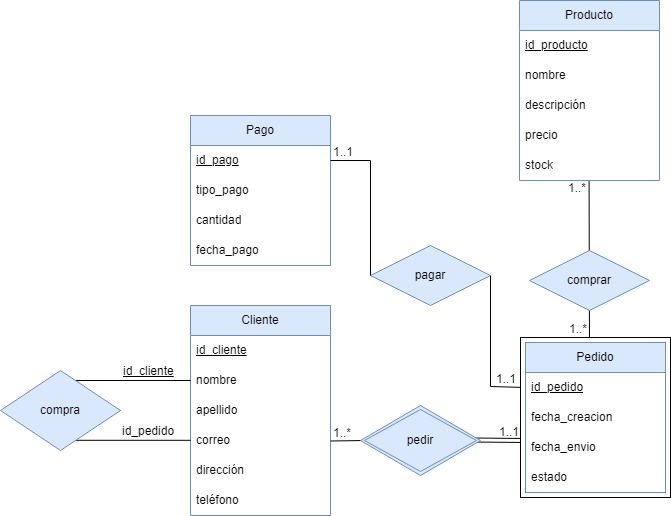 Producto
id_producto
nombre
descripción
precio
stock
1..*
Pago
id_pago
tipo_pago
cantidad
fecha_pago
1..1
pagar
comprar
1..*
Cliente
id_cliente
nombre
apellido
correo
dirección
teléfono
id_cliente
compra
id_pedido
1..*
pedir
1..1
1..1
Pedido
id_pedido
fecha_creacion
fecha_envio
estado